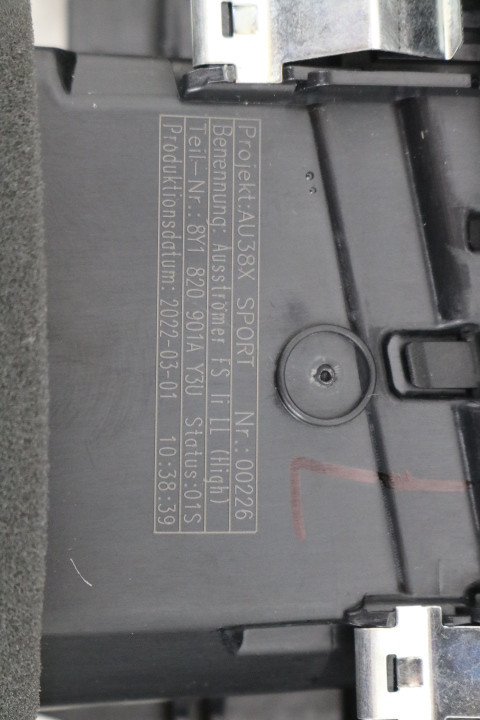 Projekt:AU38X SPORT Nr.:00226
Benennung: Ausströmer FS li LL (High)
Teil-Nr.: 8Y1 820 901A Y3U Status:01S
Produktionsdatum: 2022-03-01 10:38:39